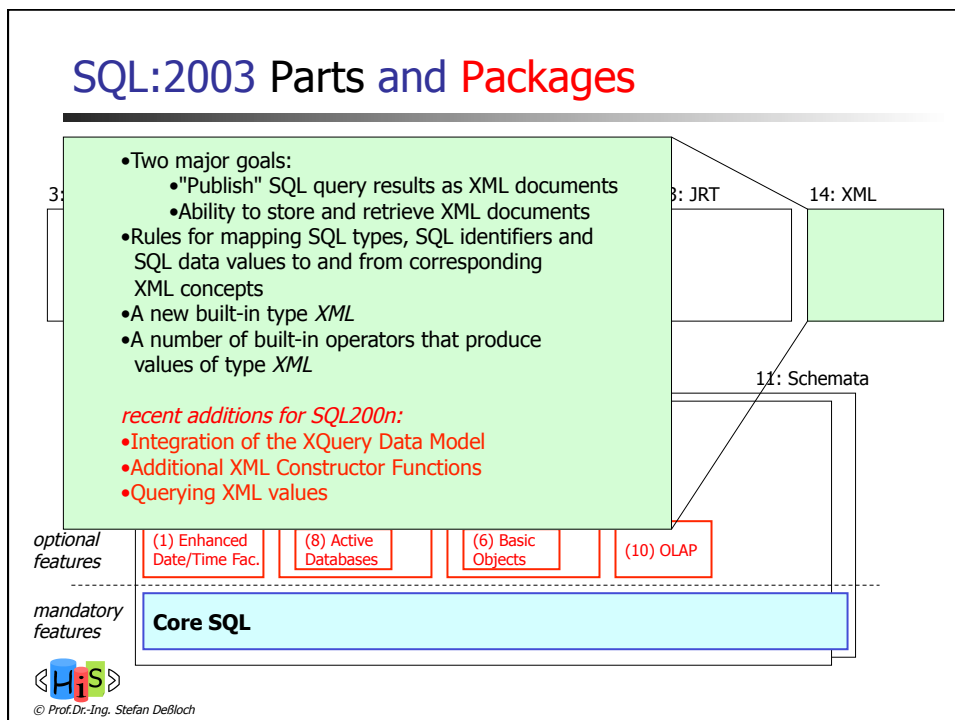 SQL:2003 Parts and Packages
•Two major goals:
•"Publish" SQL query results as XML documents
•Ability to store and retrieve XML documents
•Rules for mapping SQL types, SQL identifiers and
SQL data values to and from corresponding
XML concepts
•A new built-in type XML
•A number of built-in operators that produce
values of type XML
recent additions for SQL200n:
•Integration of the XQuery Data Model
•Additional XML Constructor Functions
•Querying XML values
3:
: JRT
14: XML
11: Schemata
optional
features
(1) Enhanced
Date/Time Fac.
(8) Active
Databases
(6) Basic
Objects
(10) OLAP
mandatory
features
Core SQL
HiS
© Prof.Dr.-Ing. Stefan Deßloch